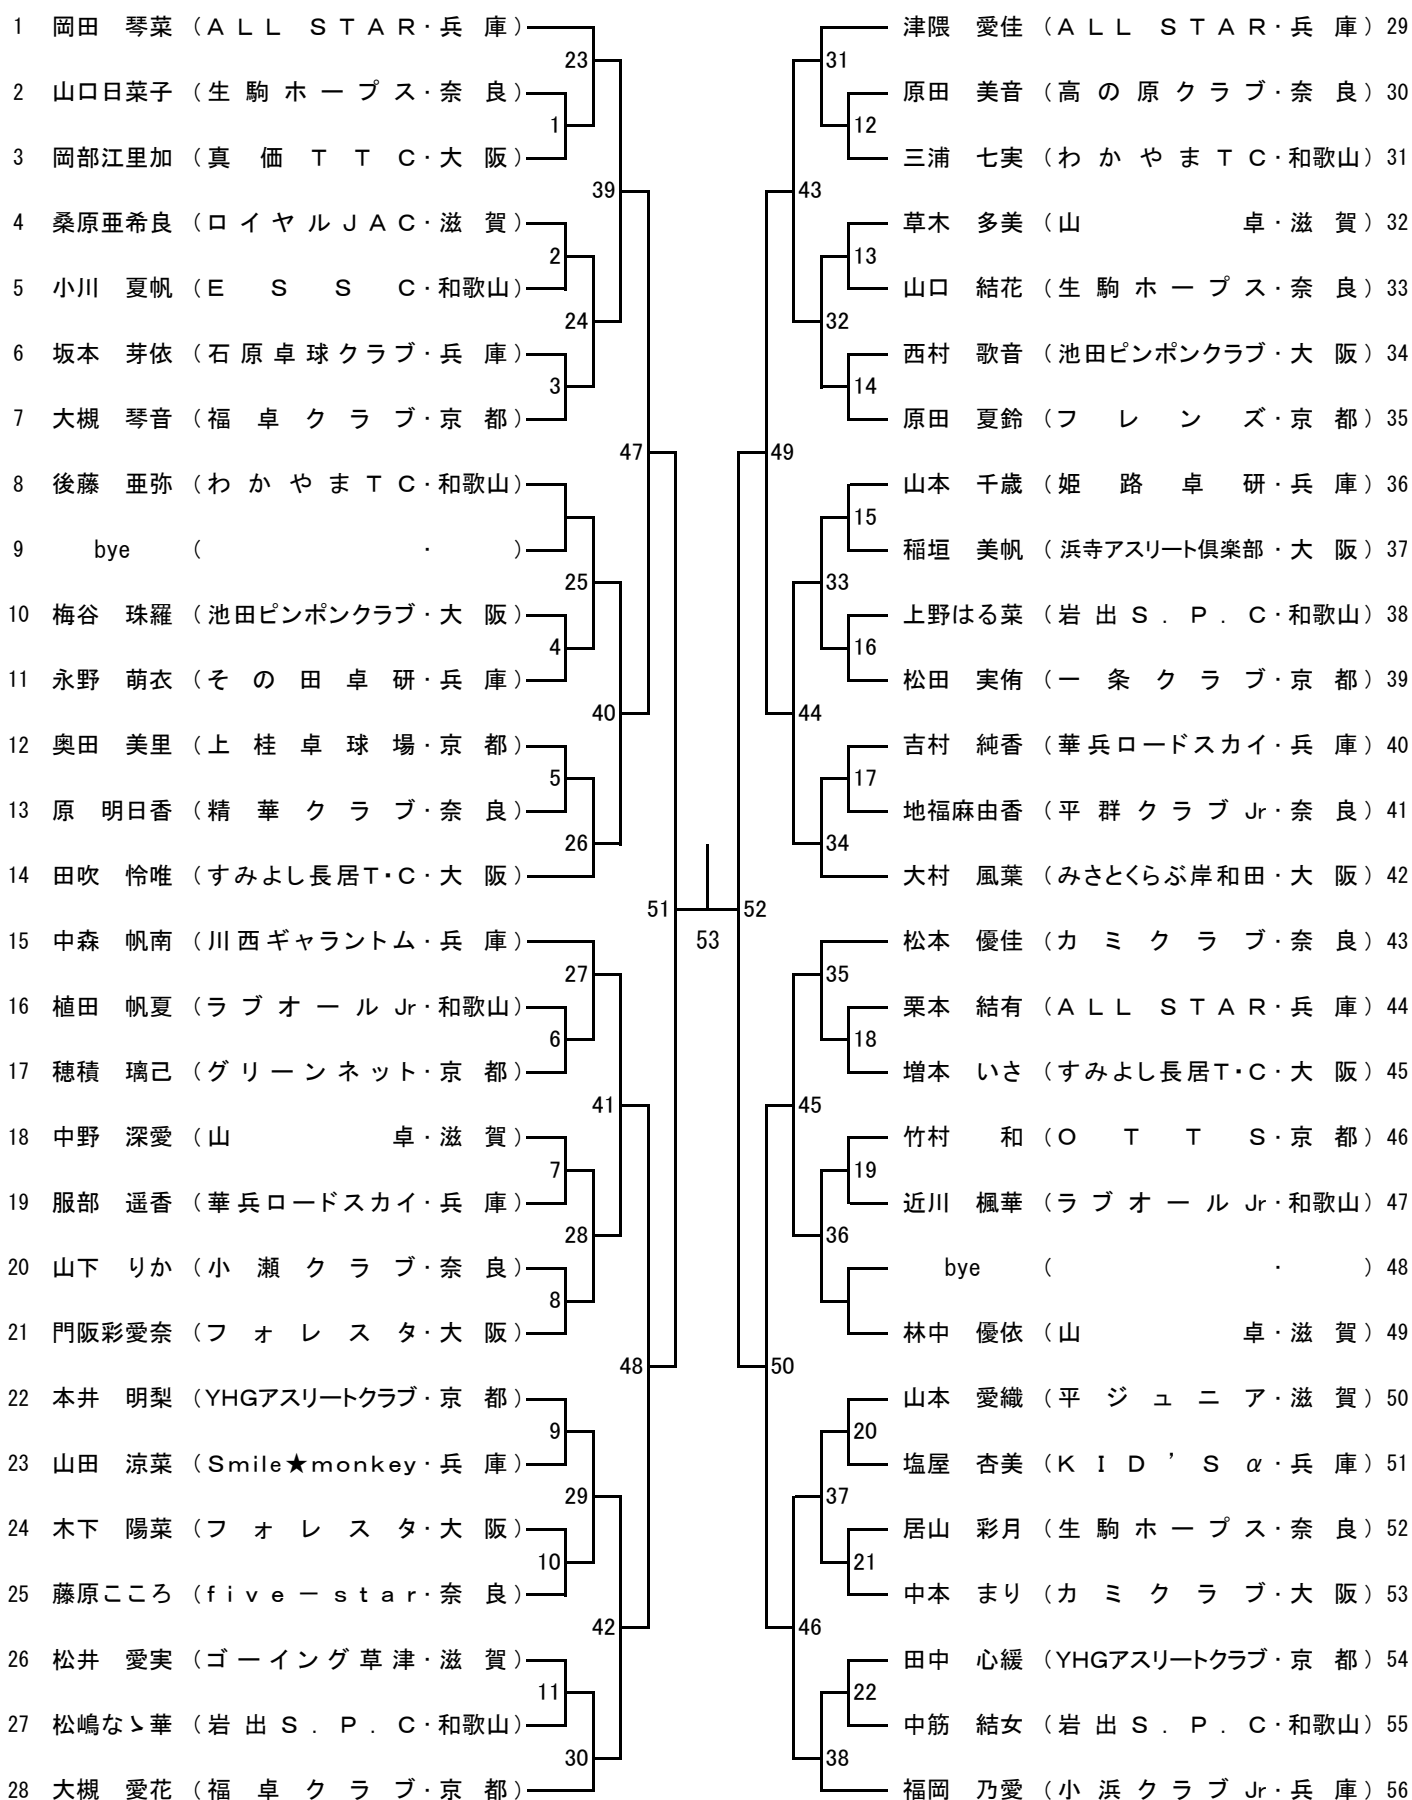 1 岡田 琴菜 (ＡＬＬ ＳＴＡＲ・兵 庫)
2 山口日菜子 (生駒ホープス・奈 良)
3 岡部江里加 (真価ＴＴＣ・大 阪)
4 桑原亜希良 (ロイヤルＪＡＣ・滋 賀)
5 小川 夏帆 (ＥＳＳＣ・和歌山)
6 坂本 芽依 (石原卓球クラブ・兵 庫)
7 大槻 琴音 (福卓クラブ・京 都)
8 後藤 亜弥 (わかやまＴＣ・和歌山)
9 bye ( ・ )
10 梅谷 珠羅 (池田ピンポンクラブ・大 阪)
11 永野 萌衣 (その田卓研・兵 庫)
12 奥田 美里 (上桂卓球場・京 都)
13 原 明日香 (精華クラブ・奈 良)
14 田吹 怜唯 (すみよし長居T・C・大 阪)
15 中森 帆南 (川西ギャラントム・兵 庫)
16 植田 帆夏 (ラブオールJr・和歌山)
17 穂積 璃己 (グリーンネット・京 都)
18 中野 深愛 (山卓・滋 賀)
19 服部 遥香 (華兵ロードスカイ・兵 庫)
20 山下 りか (小瀬クラブ・奈 良)
21 門阪彩愛奈 (フォレスタ・大 阪)
22 本井 明梨 (YHGアスリートクラブ・京 都)
23 山田 涼菜 (Smile★monkey・兵 庫)
24 木下 陽菜 (フォレスタ・大 阪)
25 藤原こころ (ｆｉｖｅ－ｓｔａｒ・奈 良)
26 松井 愛実 (ゴーイング草津・滋 賀)
27 松嶋なゝ華 (岩出Ｓ．Ｐ．Ｃ・和歌山)
28 大槻 愛花 (福卓クラブ・京 都)
23
1
39
2
24
3
47
25
4
40
5
26
51
27
6
41
7
28
8
48
9
29
10
42
11
30
53
31
12
43
13
32
14
49
15
33
16
44
17
34
52
35
18
45
19
36
50
20
37
21
46
22
38
津隈 愛佳 (ＡＬＬ ＳＴＡＲ・兵 庫) 29
原田 美音 (高の原クラブ・奈 良) 30
三浦 七実 (わかやまＴＣ・和歌山) 31
草木 多美 (山卓・滋 賀) 32
山口 結花 (生駒ホープス・奈 良) 33
西村 歌音 (池田ピンポンクラブ・大 阪) 34
原田 夏鈴 (フレンズ・京 都) 35
山本 千歳 (姫路卓研・兵 庫) 36
稲垣 美帆 (浜寺アスリート倶楽部・大 阪) 37
上野はる菜 (岩出Ｓ．Ｐ．Ｃ・和歌山) 38
松田 実侑 (一条クラブ・京 都) 39
吉村 純香 (華兵ロードスカイ・兵 庫) 40
地福麻由香 (平群クラブJr・奈 良) 41
大村 風葉 (みさとくらぶ岸和田・大 阪) 42
松本 優佳 (カミクラブ・奈 良) 43
栗本 結有 (ＡＬＬ ＳＴＡＲ・兵 庫) 44
増本 いさ (すみよし長居T・C・大 阪) 45
竹村 和 (ＯＴＴＳ・京 都) 46
近川 楓華 (ラブオールJr・和歌山) 47
bye ( ・ ) 48
林中 優依 (山卓・滋 賀) 49
山本 愛織 (平ジュニア・滋 賀) 50
塩屋 杏美 (ＫＩＤ’Ｓα・兵 庫) 51
居山 彩月 (生駒ホープス・奈 良) 52
中本 まり (カミクラブ・大 阪) 53
田中 心緩 (YHGアスリートクラブ・京 都) 54
中筋 結女 (岩出Ｓ．Ｐ．Ｃ・和歌山) 55
福岡 乃愛 (小浜クラブJr・兵 庫) 56